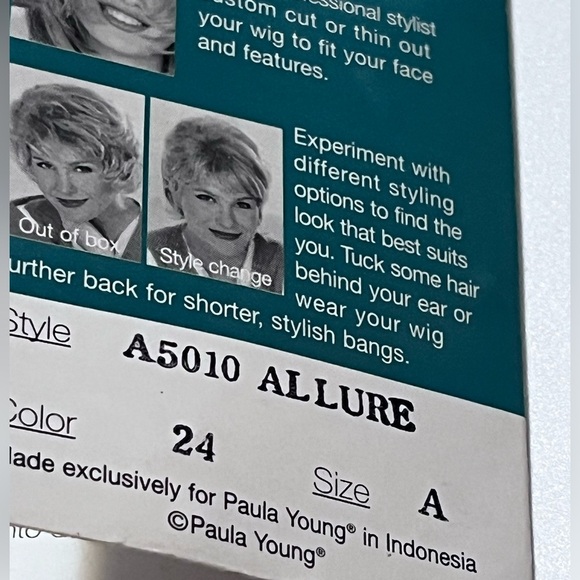 stylist
cut or thin out
your wig to fit your face
and features.
Experiment with
different styling
options to find the
look that best suits
you. Tuck some hair
behind your ear or
wear your wig
Out of box
Style change
urther back for shorter, stylish bangs.
Style
A5010 ALLURE
Color
24
Size
A
lade exclusively for Paula Young® in Indonesia
©Paula Young®